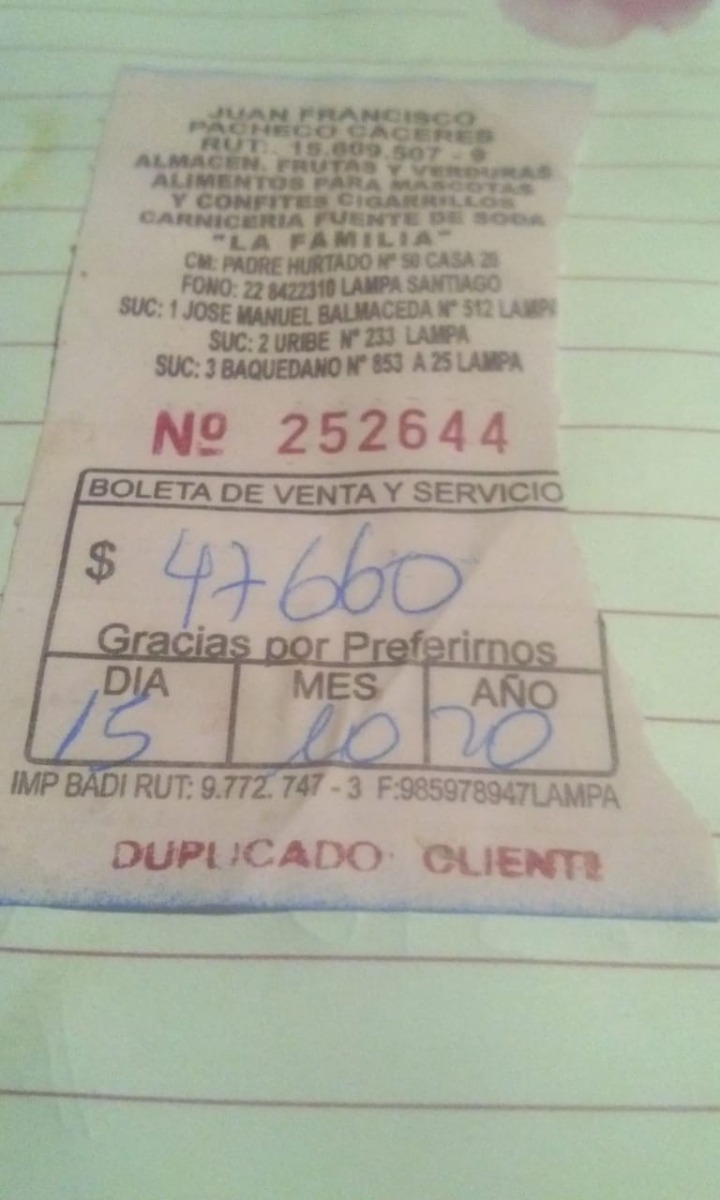 JUAN FRANCISCO
PACHECO CACERES
RUT: 15.609.507 - 9
ALMACEN. FRUTAS Y VERDURAS
ALIMENTOS PARA MASCOTAS
Y CONFITES CIGARRILLOS
CARNICERIA FUENTE DE SODA
"LA FAMILIA"
CM: PADRE HURTADO Nº 50 CASA 25
FONO: 22 8422310 LAMPA SANTIAGO
SUC: 1 JOSE MANUEL BALMACEDA Nº 512 LAMPA
SUC: 2 URIBE Nº 233 LAMPA
SUC: 3 BAQUEDANO Nº 853 A 25 LAMPA
Nº 252644
BOLETA DE VENTA Y SERVICIO
$ 47660
Gracias por Preferirnos
DIA MES AÑO
15 10 20
IMP BADI RUT: 9.772. 747 - 3 F:985978947LAMPA
DUPLICADO CLIENTE